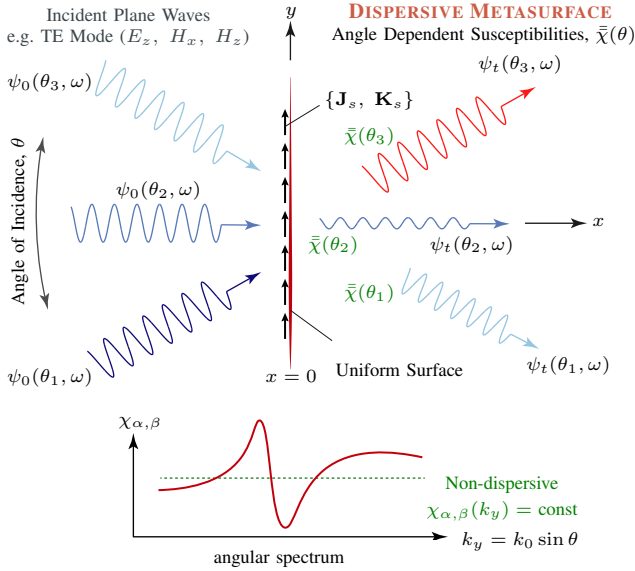 Incident Plane Waves
e.g. TE Mode (E_z, H_x, H_z)
y
DISPERSIVE METASURFACE
Angle Dependent Susceptibilities, χ̄̄(θ)
ψ_0(θ_3, ω)
{J_s, K_s}
χ̄̄(θ_3)
ψ_t(θ_3, ω)
Angle of Incidence, θ
ψ_0(θ_2, ω)
χ̄̄(θ_2)
ψ_t(θ_2, ω)
x
χ̄̄(θ_1)
ψ_0(θ_1, ω)
x = 0
Uniform Surface
ψ_t(θ_1, ω)
χ_{α,β}
Non-dispersive
χ_{α,β}(k_y) = const
k_y = k_0 sin θ
angular spectrum